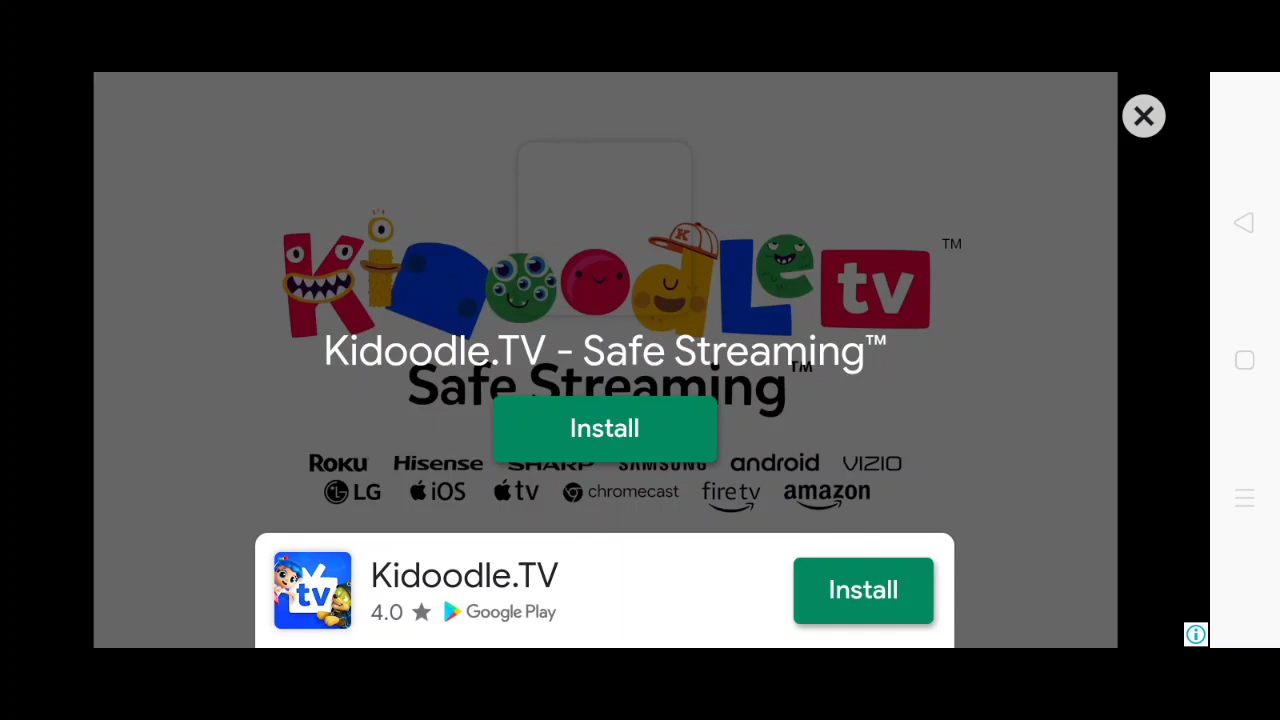 Kidoodle tv ™
Kidoodle.TV - Safe Streaming™
Safe Streaming™
Install
Roku Hisense SHARP SAMSUNG android VIZIO
LG iOS tv chromecast fire tv amazon
tv
Kidoodle.TV
4.0 ★ Google Play
Install